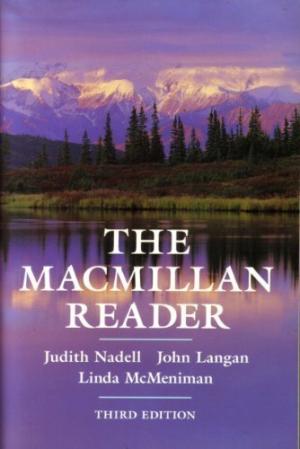 THE
MACMILLAN
READER
Judith Nadell John Langan
Linda McMeniman
THIRD EDITION